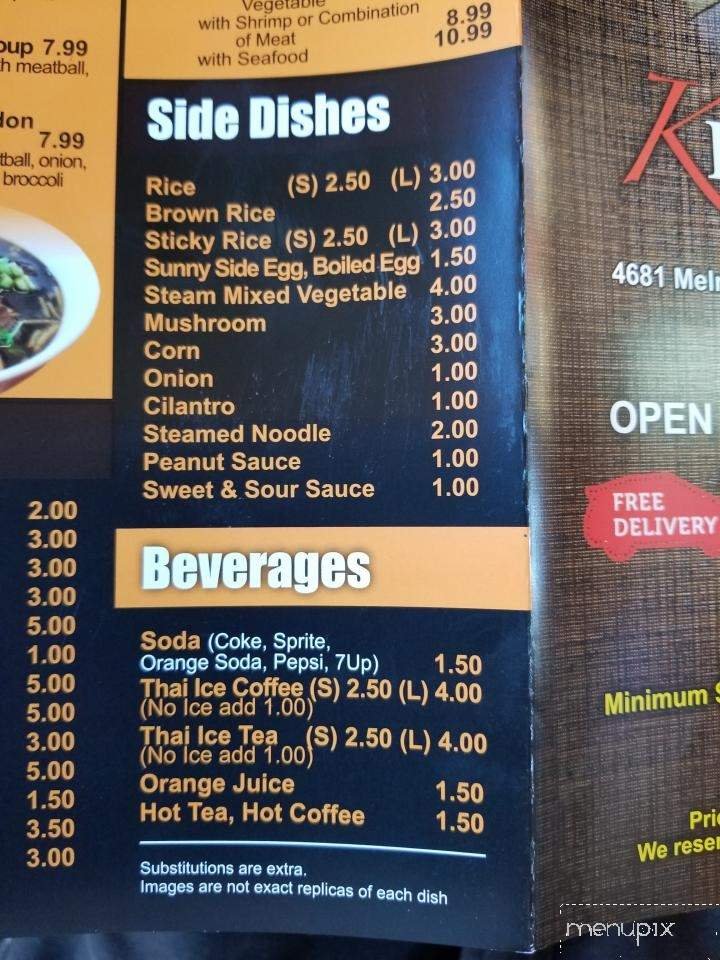 oup 7.99
th meatball,
don
7.99
tball, onion,
broccoli
2.00
3.00
3.00
3.00
5.00
1.00
5.00
5.00
3.00
5.00
1.50
3.50
3.00
Vegetable
with Shrimp or Combination 8.99
of Meat
with Seafood 10.99
Side Dishes
Rice (S) 2.50 (L) 3.00
Brown Rice 2.50
Sticky Rice (S) 2.50 (L) 3.00
Sunny Side Egg, Boiled Egg 1.50
Steam Mixed Vegetable 4.00
Mushroom 3.00
Corn 3.00
Onion 1.00
Cilantro 1.00
Steamed Noodle 2.00
Peanut Sauce 1.00
Sweet & Sour Sauce 1.00
Beverages
Soda (Coke, Sprite,
Orange Soda, Pepsi, 7Up) 1.50
Thai Ice Coffee (S) 2.50 (L) 4.00
(No Ice add 1.00)
Thai Ice Tea (S) 2.50 (L) 4.00
(No Ice add 1.00)
Orange Juice 1.50
Hot Tea, Hot Coffee 1.50
Substitutions are extra.
Images are not exact replicas of each dish
K
4681 Melr
OPEN
FREE
DELIVERY
Minimum S
Pric
We reser
menupix